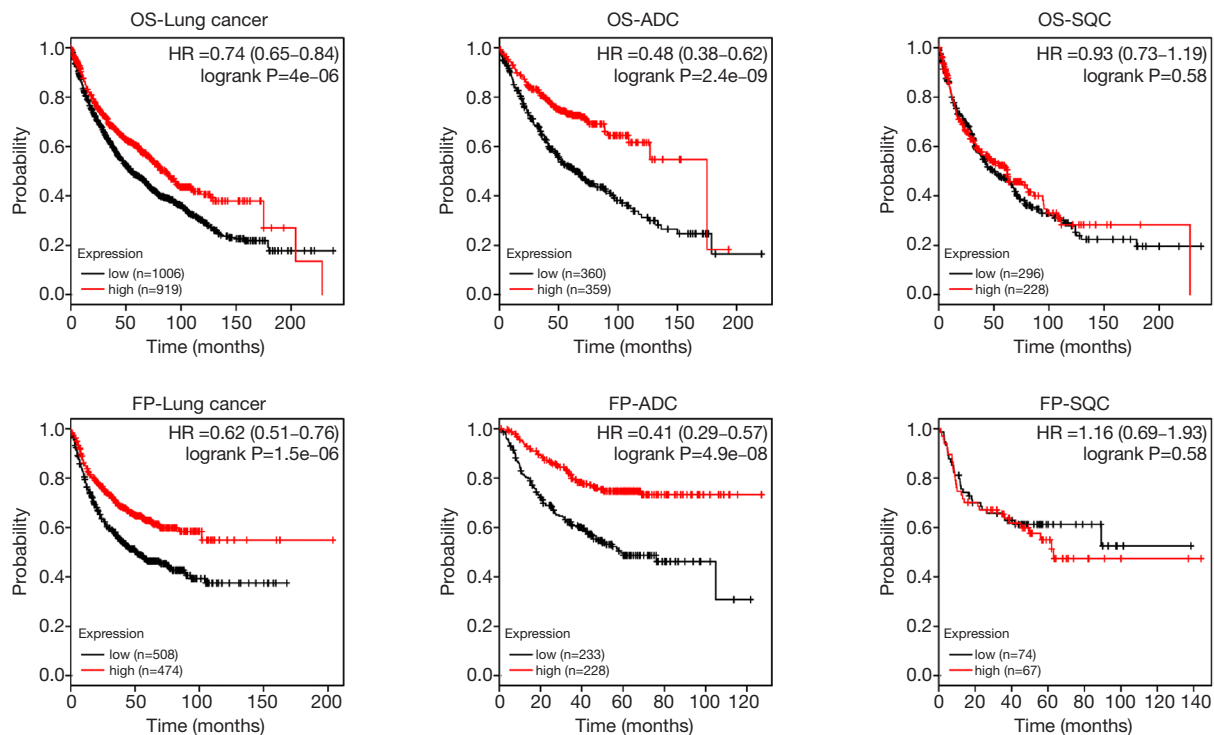 OS-Lung cancer
HR =0.74 (0.65–0.84)
logrank P=4e−06
Probability
1.0
0.8
0.6
0.4
0.2
0.0
Expression
low (n=1006)
high (n=919)
0 50 100 150 200
Time (months)
OS-ADC
HR =0.48 (0.38–0.62)
logrank P=2.4e−09
Probability
1.0
0.8
0.6
0.4
0.2
0.0
Expression
low (n=360)
high (n=359)
0 50 100 150 200
Time (months)
OS-SQC
HR =0.93 (0.73–1.19)
logrank P=0.58
Probability
1.0
0.8
0.6
0.4
0.2
0.0
Expression
low (n=296)
high (n=228)
0 50 100 150 200
Time (months)
FP-Lung cancer
HR =0.62 (0.51–0.76)
logrank P=1.5e−06
Probability
1.0
0.8
0.6
0.4
0.2
0.0
Expression
low (n=508)
high (n=474)
0 50 100 150 200
Time (months)
FP-ADC
HR =0.41 (0.29–0.57)
logrank P=4.9e−08
Probability
1.0
0.8
0.6
0.4
0.2
0.0
Expression
low (n=233)
high (n=228)
0 20 40 60 80 100 120
Time (months)
FP-SQC
HR =1.16 (0.69–1.93)
logrank P=0.58
Probability
1.0
0.8
0.6
0.4
0.2
0.0
Expression
low (n=74)
high (n=67)
0 20 40 60 80 100 120 140
Time (months)